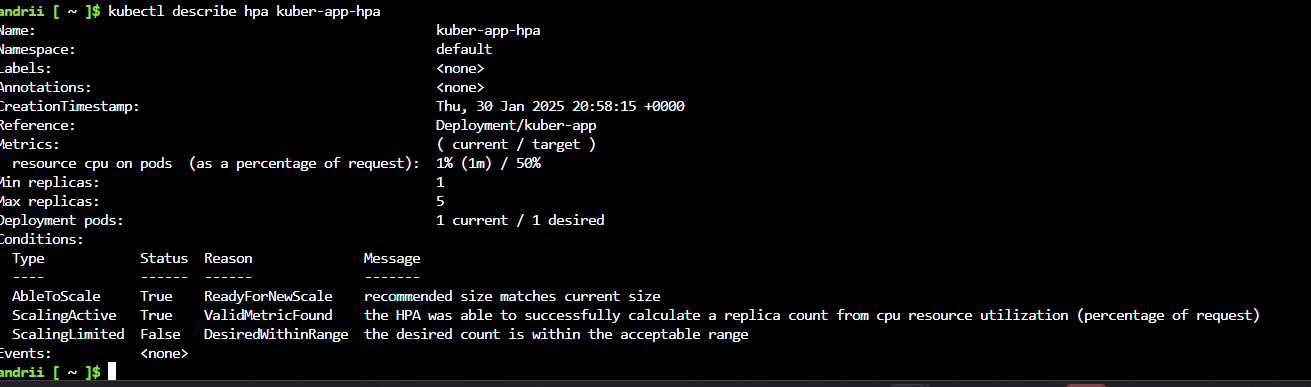 andrii [ ~ ]$ kubectl describe hpa kuber-app-hpa
Name:                                                  kuber-app-hpa
Namespace:                                             default
Labels:                                                <none>
Annotations:                                           <none>
CreationTimestamp:                                     Thu, 30 Jan 2025 20:58:15 +0000
Reference:                                             Deployment/kuber-app
Metrics:                                               ( current / target )
  resource cpu on pods  (as a percentage of request):  1% (1m) / 50%
Min replicas:                                          1
Max replicas:                                          5
Deployment pods:                                       1 current / 1 desired
Conditions:
  Type            Status  Reason              Message
  ----            ------  ------              -------
  AbleToScale     True    ReadyForNewScale    recommended size matches current size
  ScalingActive   True    ValidMetricFound    the HPA was able to successfully calculate a replica count from cpu resource utilization (percentage of request)
  ScalingLimited  False   DesiredWithinRange  the desired count is within the acceptable range
Events:           <none>
andrii [ ~ ]$